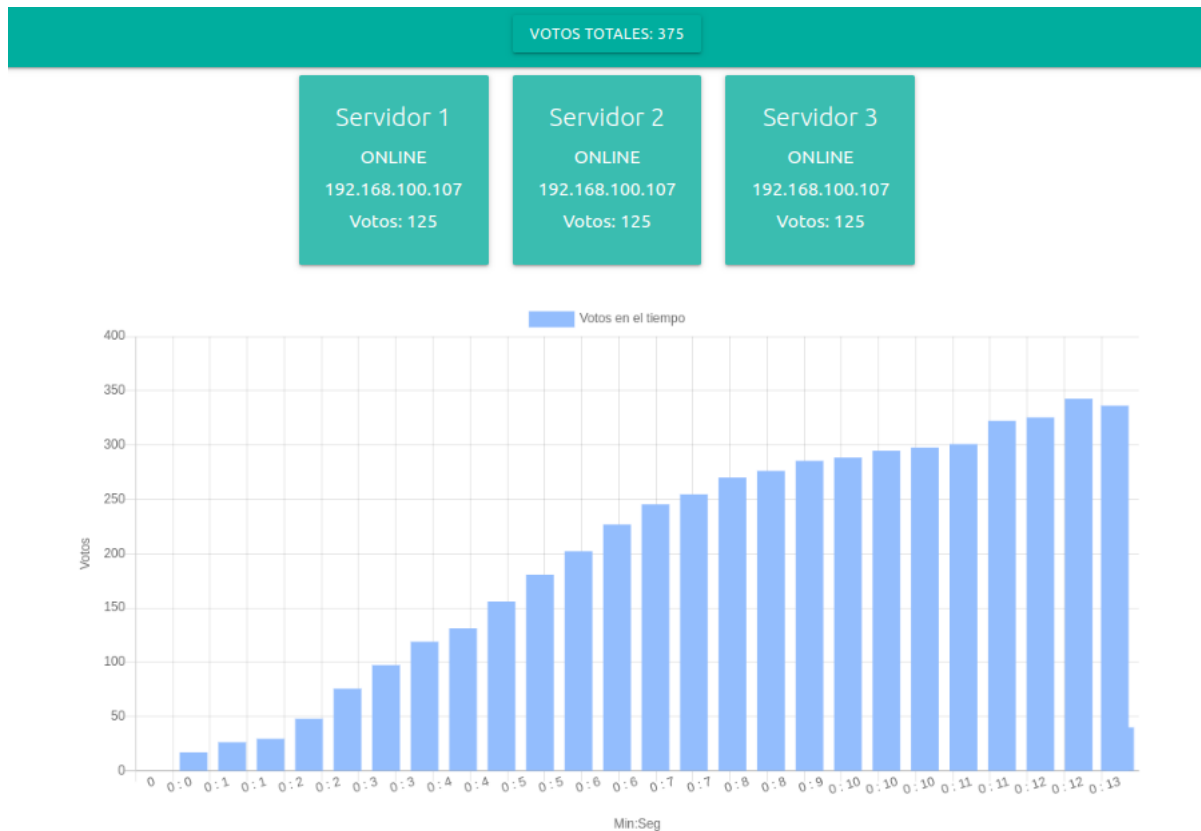 VOTOS TOTALES: 375
Servidor 1
ONLINE
192.168.100.107
Votos: 125
Servidor 2
ONLINE
192.168.100.107
Votos: 125
Servidor 3
ONLINE
192.168.100.107
Votos: 125
Votos en el tiempo
400
350
300
250
200
150
100
50
0
Votos
0 0 : 0 0 : 1 0 : 1 0 : 2 0 : 2 0 : 3 0 : 3 0 : 4 0 : 4 0 : 5 0 : 5 0 : 6 0 : 6 0 : 7 0 : 7 0 : 8 0 : 8 0 : 9 0 : 10 0 : 10 0 : 10 0 : 11 0 : 11 0 : 12 0 : 12 0 : 13
Min:Seg